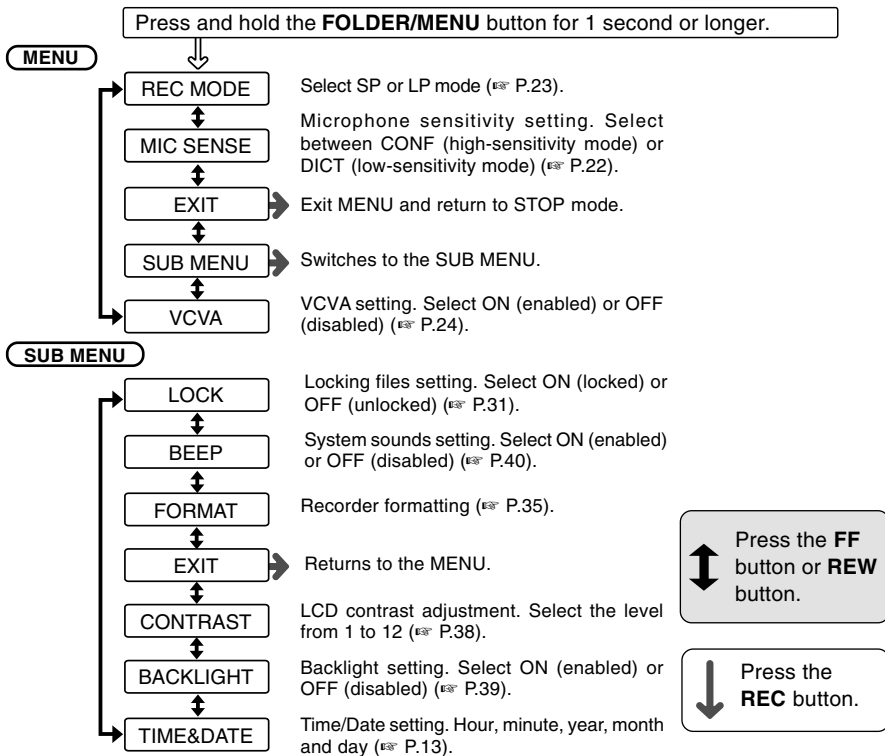 Press and hold the FOLDER/MENU button for 1 second or longer.
MENU
REC MODE
Select SP or LP mode (☞ P.23).
MIC SENSE
Microphone sensitivity setting. Select
between CONF (high-sensitivity mode) or
DICT (low-sensitivity mode) (☞ P.22).
EXIT
Exit MENU and return to STOP mode.
SUB MENU
Switches to the SUB MENU.
VCVA
VCVA setting. Select ON (enabled) or OFF
(disabled) (☞ P.24).
SUB MENU
LOCK
Locking files setting. Select ON (locked) or
OFF (unlocked) (☞ P.31).
BEEP
System sounds setting. Select ON (enabled)
or OFF (disabled) (☞ P.40).
FORMAT
Recorder formatting (☞ P.35).
EXIT
Returns to the MENU.
CONTRAST
LCD contrast adjustment. Select the level
from 1 to 12 (☞ P.38).
BACKLIGHT
Backlight setting. Select ON (enabled) or
OFF (disabled) (☞ P.39).
TIME&DATE
Time/Date setting. Hour, minute, year, month
and day (☞ P.13).
Press the FF
button or REW
button.
Press the
REC button.